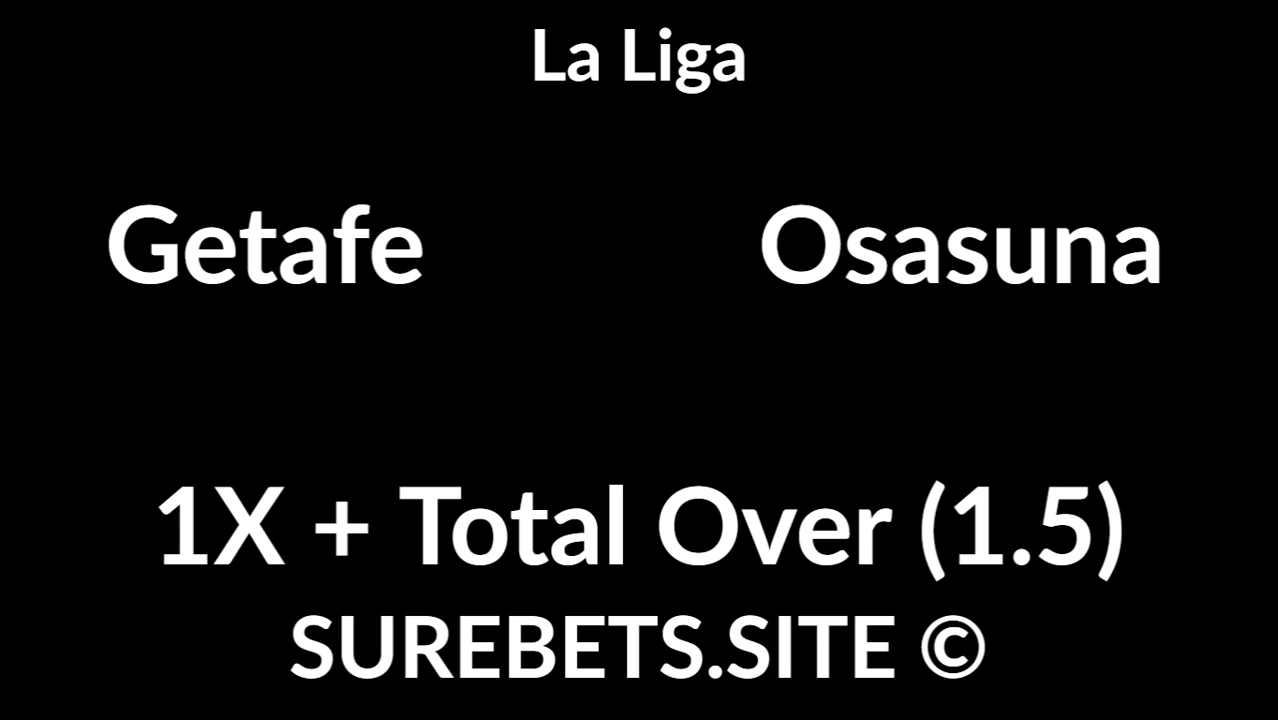 La Liga
Getafe Osasuna
1X + Total Over (1.5)
SUREBETS.SITE ©